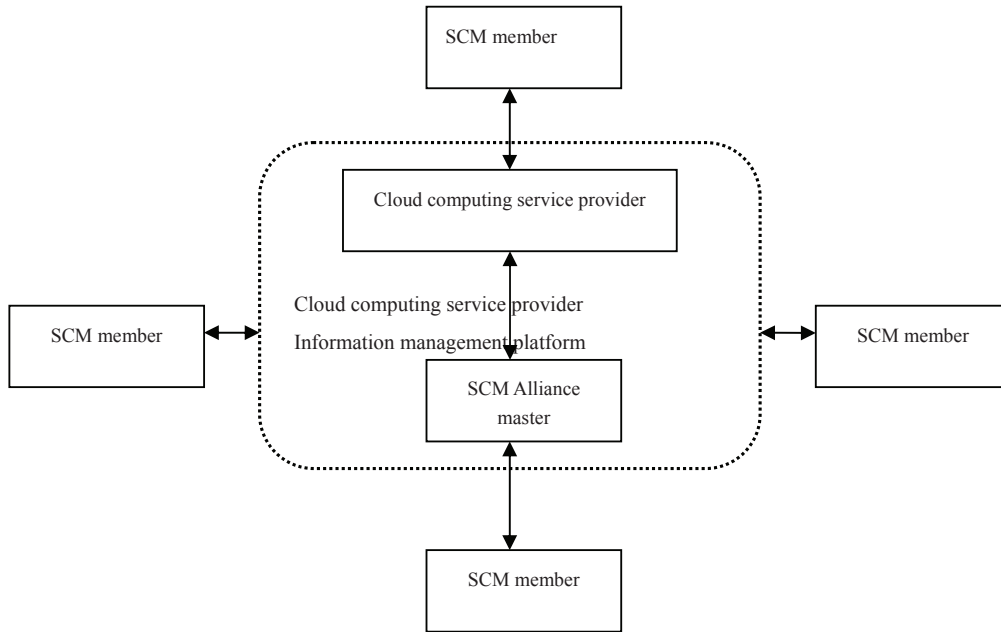 SCM member
Cloud computing service provider
Cloud computing service provider
Information management platform
SCM member
SCM member
SCM Alliance
master
SCM member